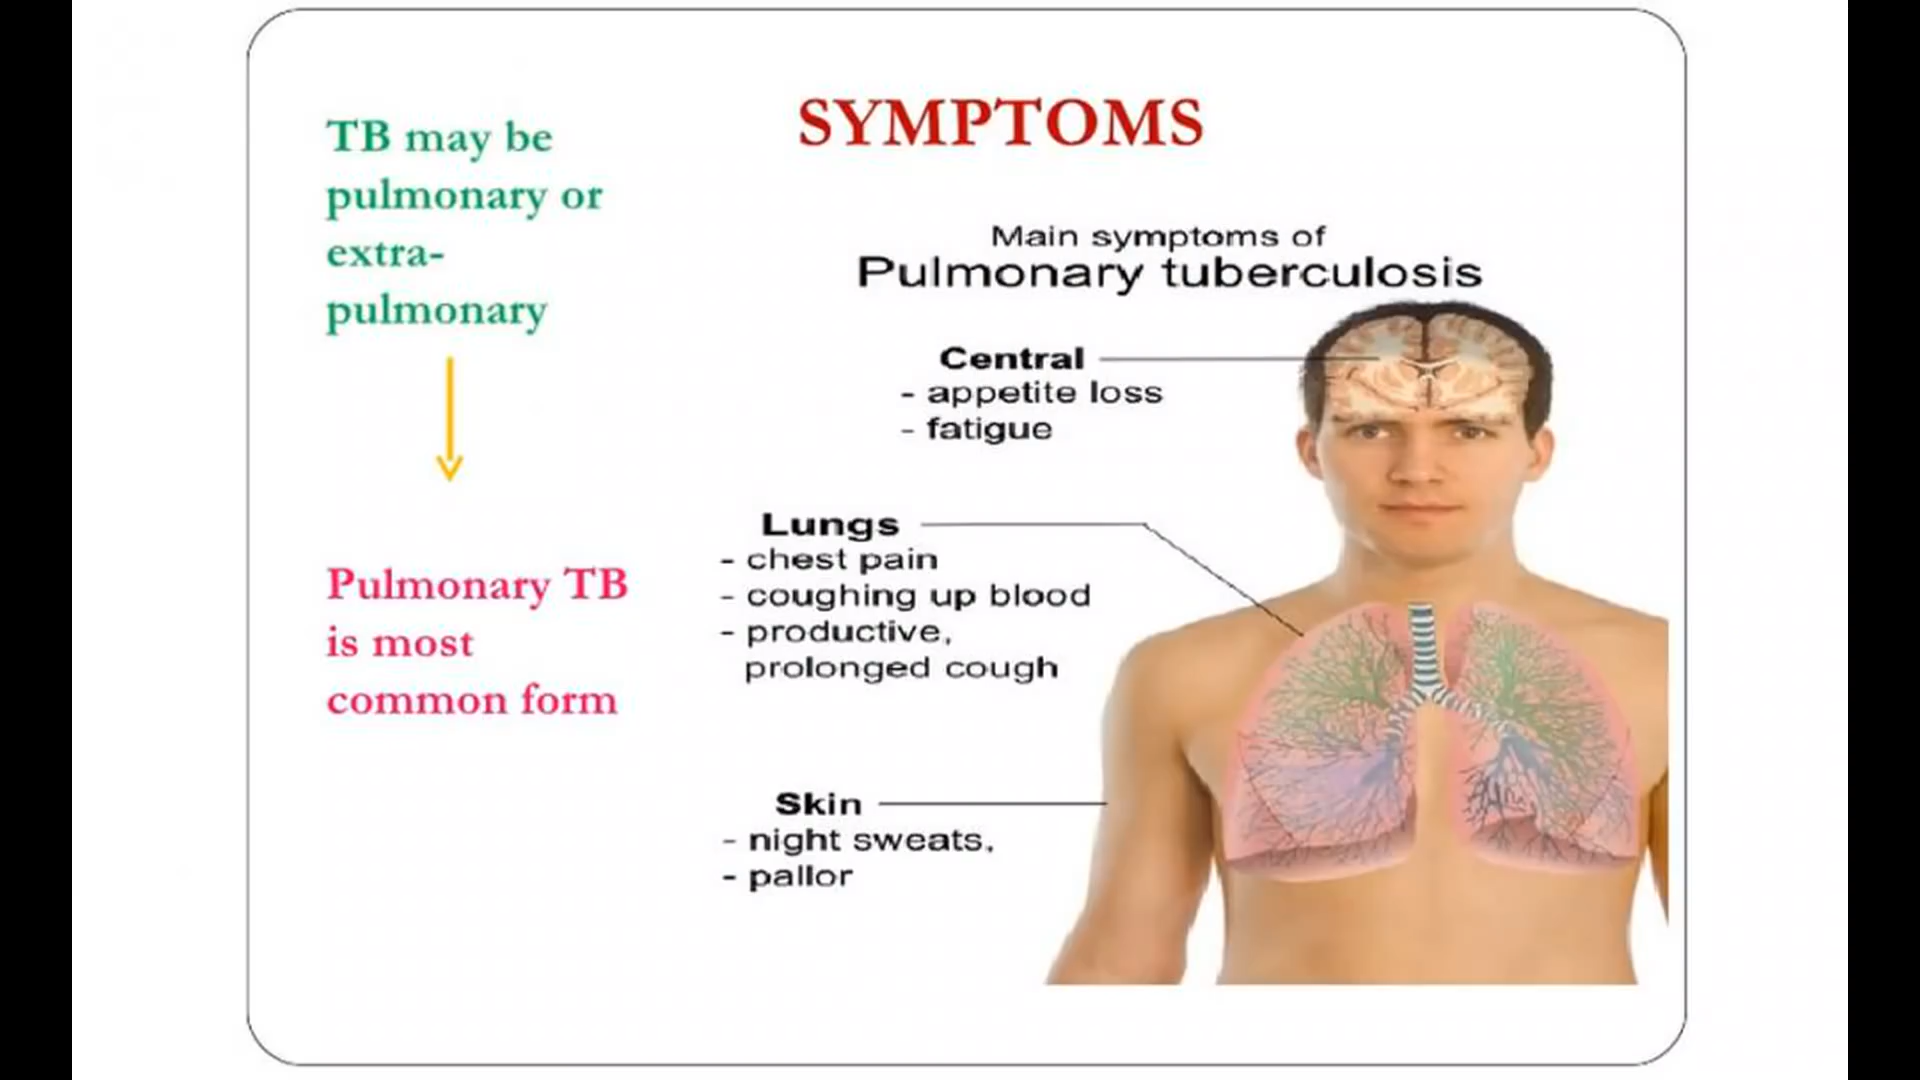 SYMPTOMS
TB may be
pulmonary or
extra-
pulmonary
Pulmonary TB
is most
common form
Main symptoms of
Pulmonary tuberculosis
Central
- appetite loss
- fatigue
Lungs
- chest pain
- coughing up blood
- productive,
prolonged cough
Skin
- night sweats,
- pallor